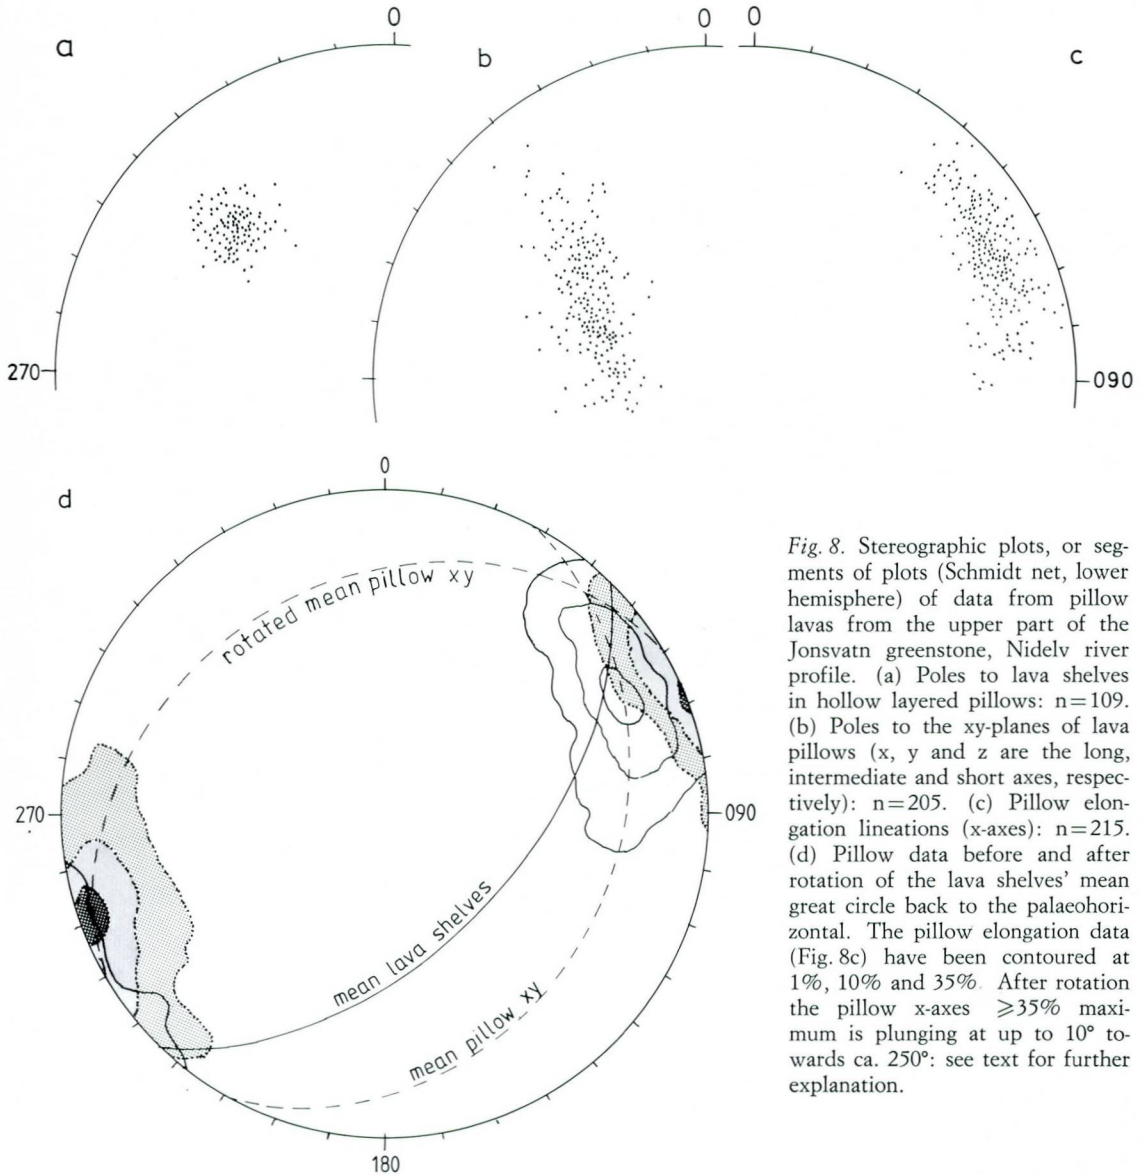 a
0
270
b
0
0
c
090
d
0
270
090
180
rotated mean pillow xy
mean lava shelves
mean pillow xy
Fig. 8. Stereographic plots, or seg-
ments of plots (Schmidt net, lower
hemisphere) of data from pillow
lavas from the upper part of the
Jonsvatn greenstone, Nidelv river
profile. (a) Poles to lava shelves
in hollow layered pillows: n=109.
(b) Poles to the xy-planes of lava
pillows (x, y and z are the long,
intermediate and short axes, respec-
tively): n=205. (c) Pillow elon-
gation lineations (x-axes): n=215.
(d) Pillow data before and after
rotation of the lava shelves' mean
great circle back to the palaeohori-
zontal. The pillow elongation data
(Fig. 8c) have been contoured at
1%, 10% and 35%. After rotation
the pillow x-axes ⩾35% maxi-
mum is plunging at up to 10° to-
wards ca. 250°: see text for further
explanation.